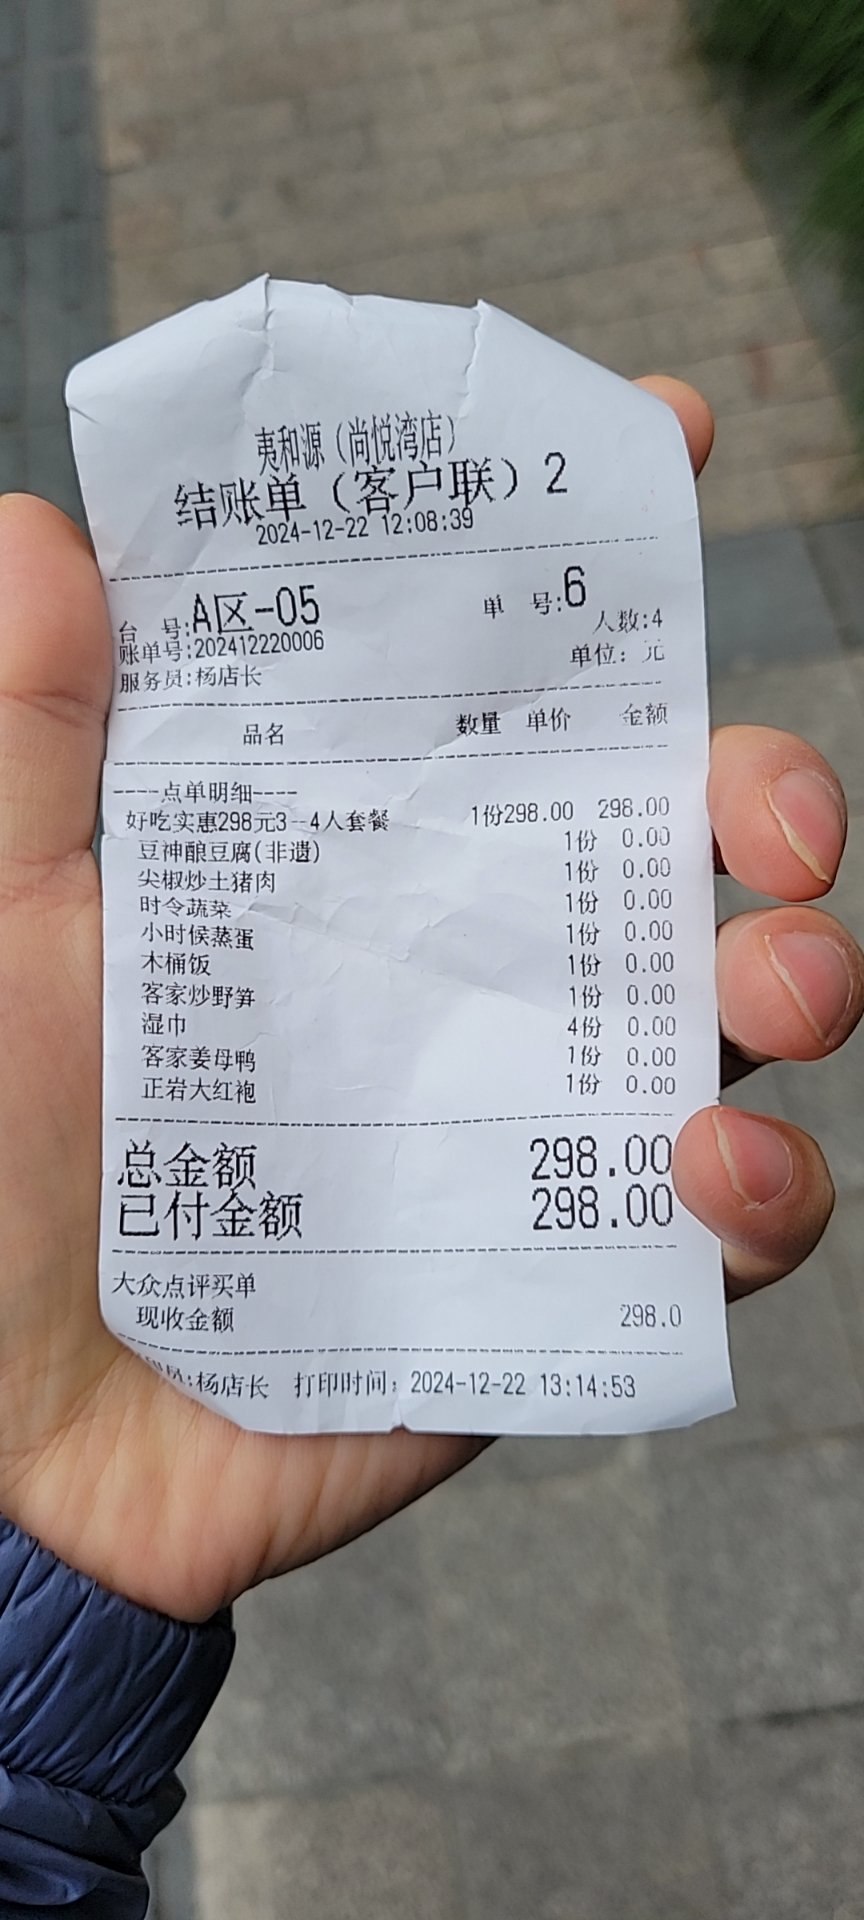 夷和源（尚悦湾店）
结账单（客户联）2
2024-12-22 12:08:39
台 号:A区-05 单 号:6
账单号:202412220006 人数:4
服务员:杨店长 单位：元
品名 数量 单价 金额
----点单明细----
好吃实惠298元3--4人套餐 1份298.00 298.00
豆神酿豆腐(非遗) 1份 0.00
尖椒炒土猪肉 1份 0.00
时令蔬菜 1份 0.00
小时候蒸蛋 1份 0.00
木桶饭 1份 0.00
客家炒野笋 1份 0.00
湿巾 4份 0.00
客家姜母鸭 1份 0.00
正岩大红袍 1份 0.00
总金额 298.00
已付金额 298.00
大众点评买单
现收金额 298.0
印员:杨店长 打印时间：2024-12-22 13:14:53